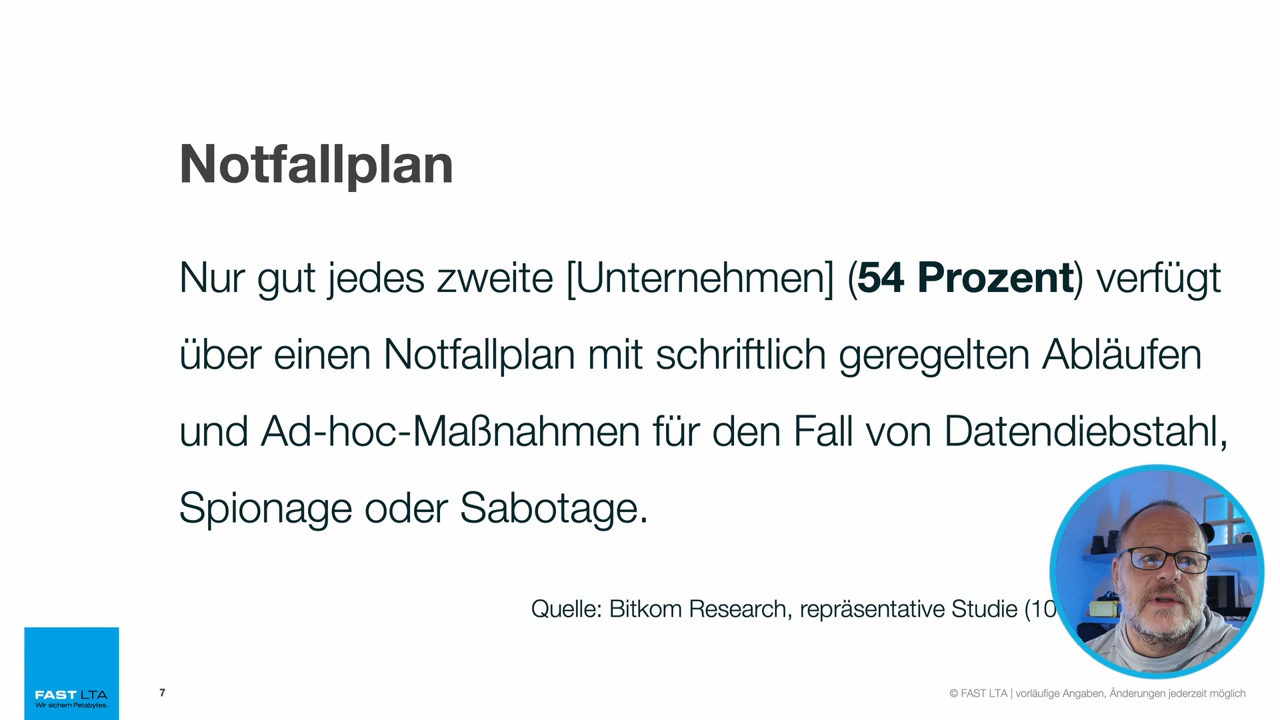 Notfallplan
Nur gut jedes zweite [Unternehmen] (54 Prozent) verfügt
über einen Notfallplan mit schriftlich geregelten Abläufen
und Ad-hoc-Maßnahmen für den Fall von Datendiebstahl,
Spionage oder Sabotage.
Quelle: Bitkom Research, repräsentative Studie (10
FAST LTA
Wir sichern Petabytes.
7
© FAST LTA | vorläufige Angaben, Änderungen jederzeit möglich